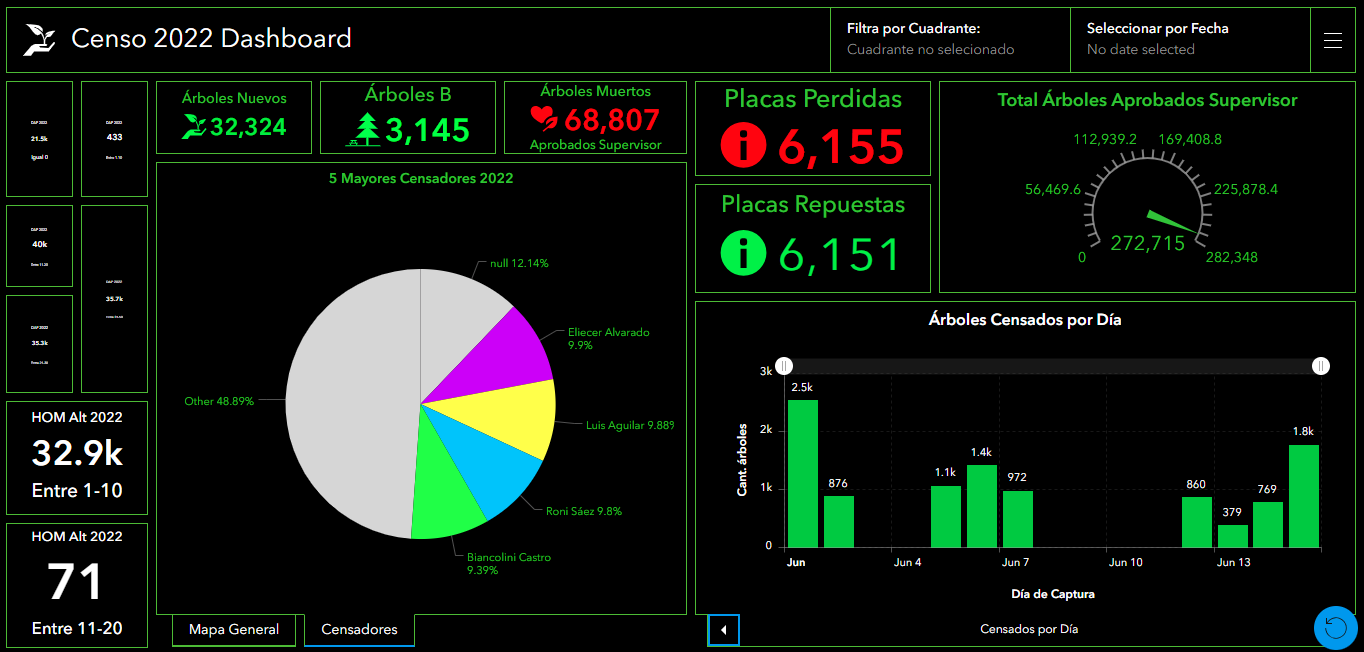 Censo 2022 Dashboard
Filtra por Cuadrante:
Cuadrante no selecionado
Seleccionar por Fecha
No date selected
DAP 2022
21.5k
Igual 0
DAP 2022
433
Entre 1-10
DAP 2022
40k
Entre 11-20
DAP 2022
35.7k
DAP 2022
35.3k
HOM Alt 2022
32.9k
Entre 1-10
HOM Alt 2022
71
Entre 11-20
Árboles Nuevos
32,324
Árboles B
3,145
Árboles Muertos
68,807
Aprobados Supervisor
5 Mayores Censadores 2022
null 12.14%
Eliecer Alvarado
9.9%
Luis Aguilar 9.88%
Roni Sáez 9.8%
Biancolini Castro
9.39%
Other 48.89%
Mapa General
Censadores
Placas Perdidas
6,155
Placas Repuestas
6,151
Total Árboles Aprobados Supervisor
112,939.2
169,408.8
56,469.6
225,878.4
272,715
0
282,348
Árboles Censados por Día
3k
2k
1k
0
Cant. árboles
2.5k
876
1.1k
1.4k
972
860
379
769
1.8k
Jun
Jun 4
Jun 7
Jun 10
Jun 13
Día de Captura
Censados por Día